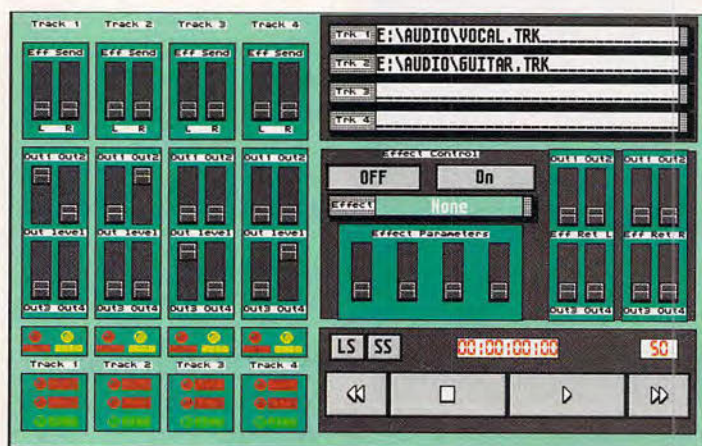 Track 1 Track 2 Track 3 Track 4
Eff Send Eff Send Eff Send Eff Send
L R L R L R L R
Out1 Out2 Out1 Out2 Out1 Out2 Out1 Out2
Out level Out level Out level Out level
Out3 Out4 Out3 Out4 Out3 Out4 Out3 Out4
Track 1 Track 2 Track 3 Track 4
Trk 1 E:\AUDIO\VOCAL.TRK
Trk 2 E:\AUDIO\GUITAR.TRK
Trk 3
Trk 4
Effect Control
OFF On
Effect None
Effect Parameters
Out1 Out2 Out1 Out2
Eff Ret L Eff Ret R
Out3 Out4 Out3 Out4
LS SS 00:00:00:00 50